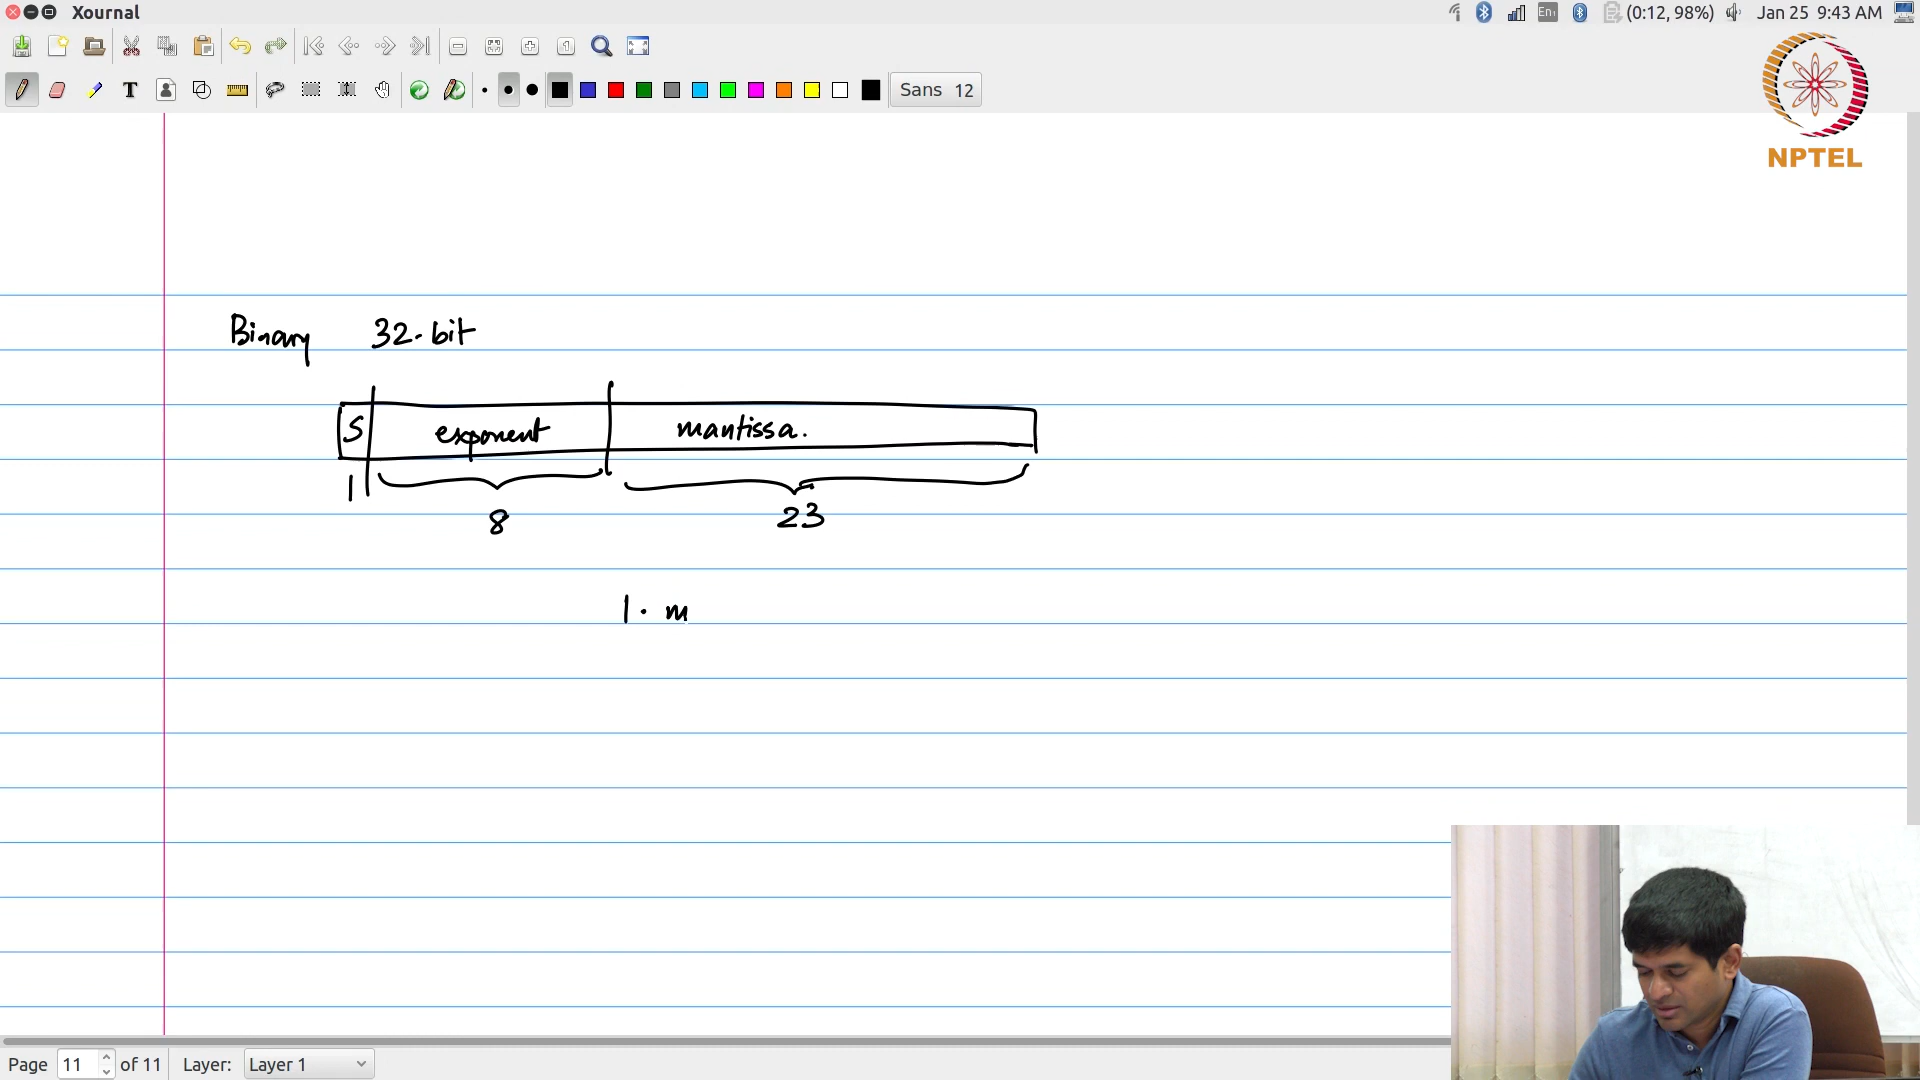 Xournal
En1 (0:12, 98%) Jan 25 9:43 AM
T Sans 12
NPTEL
Binary 32-bit
S exponent mantissa.
1 8 23
1. m
Page 11 of 11 Layer: Layer 1